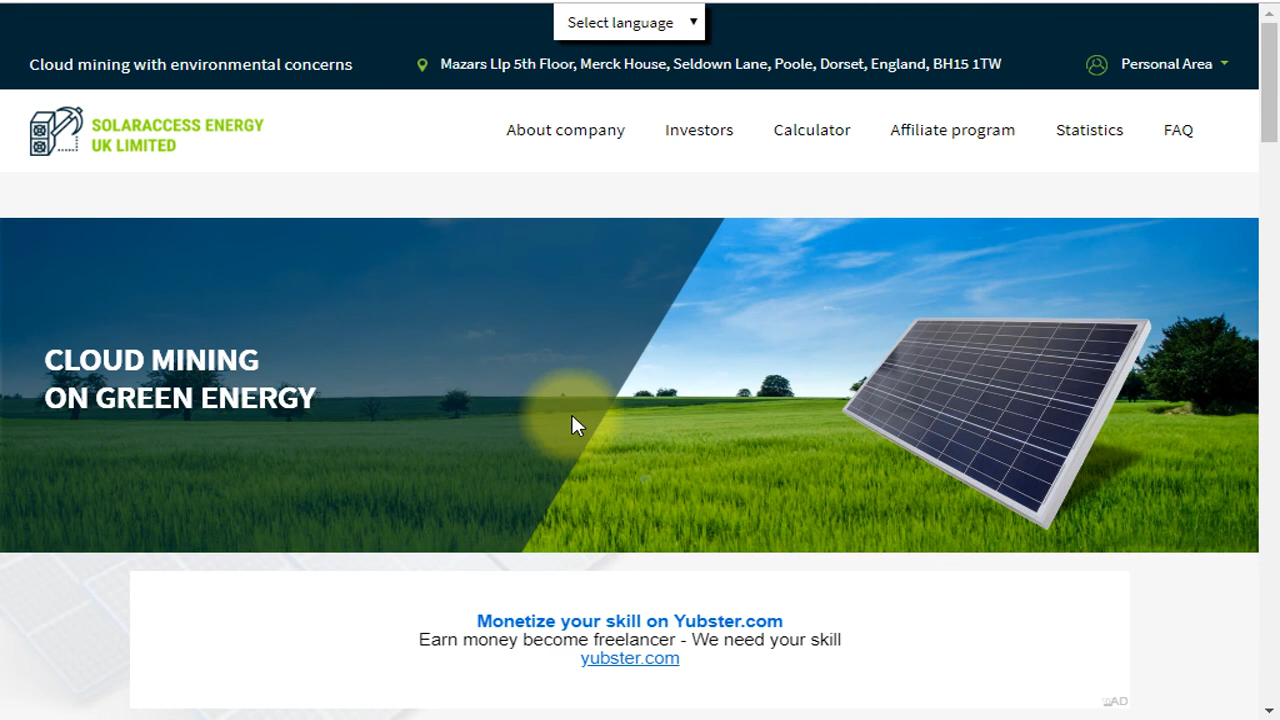 Select language
Cloud mining with environmental concerns
Mazars Llp 5th Floor, Merck House, Seldown Lane, Poole, Dorset, England, BH15 1TW
Personal Area
SOLARACCESS ENERGY
UK LIMITED
About company
Investors
Calculator
Affiliate program
Statistics
FAQ
CLOUD MINING
ON GREEN ENERGY
Monetize your skill on Yubster.com
Earn money become freelancer - We need your skill
yubster.com
AD